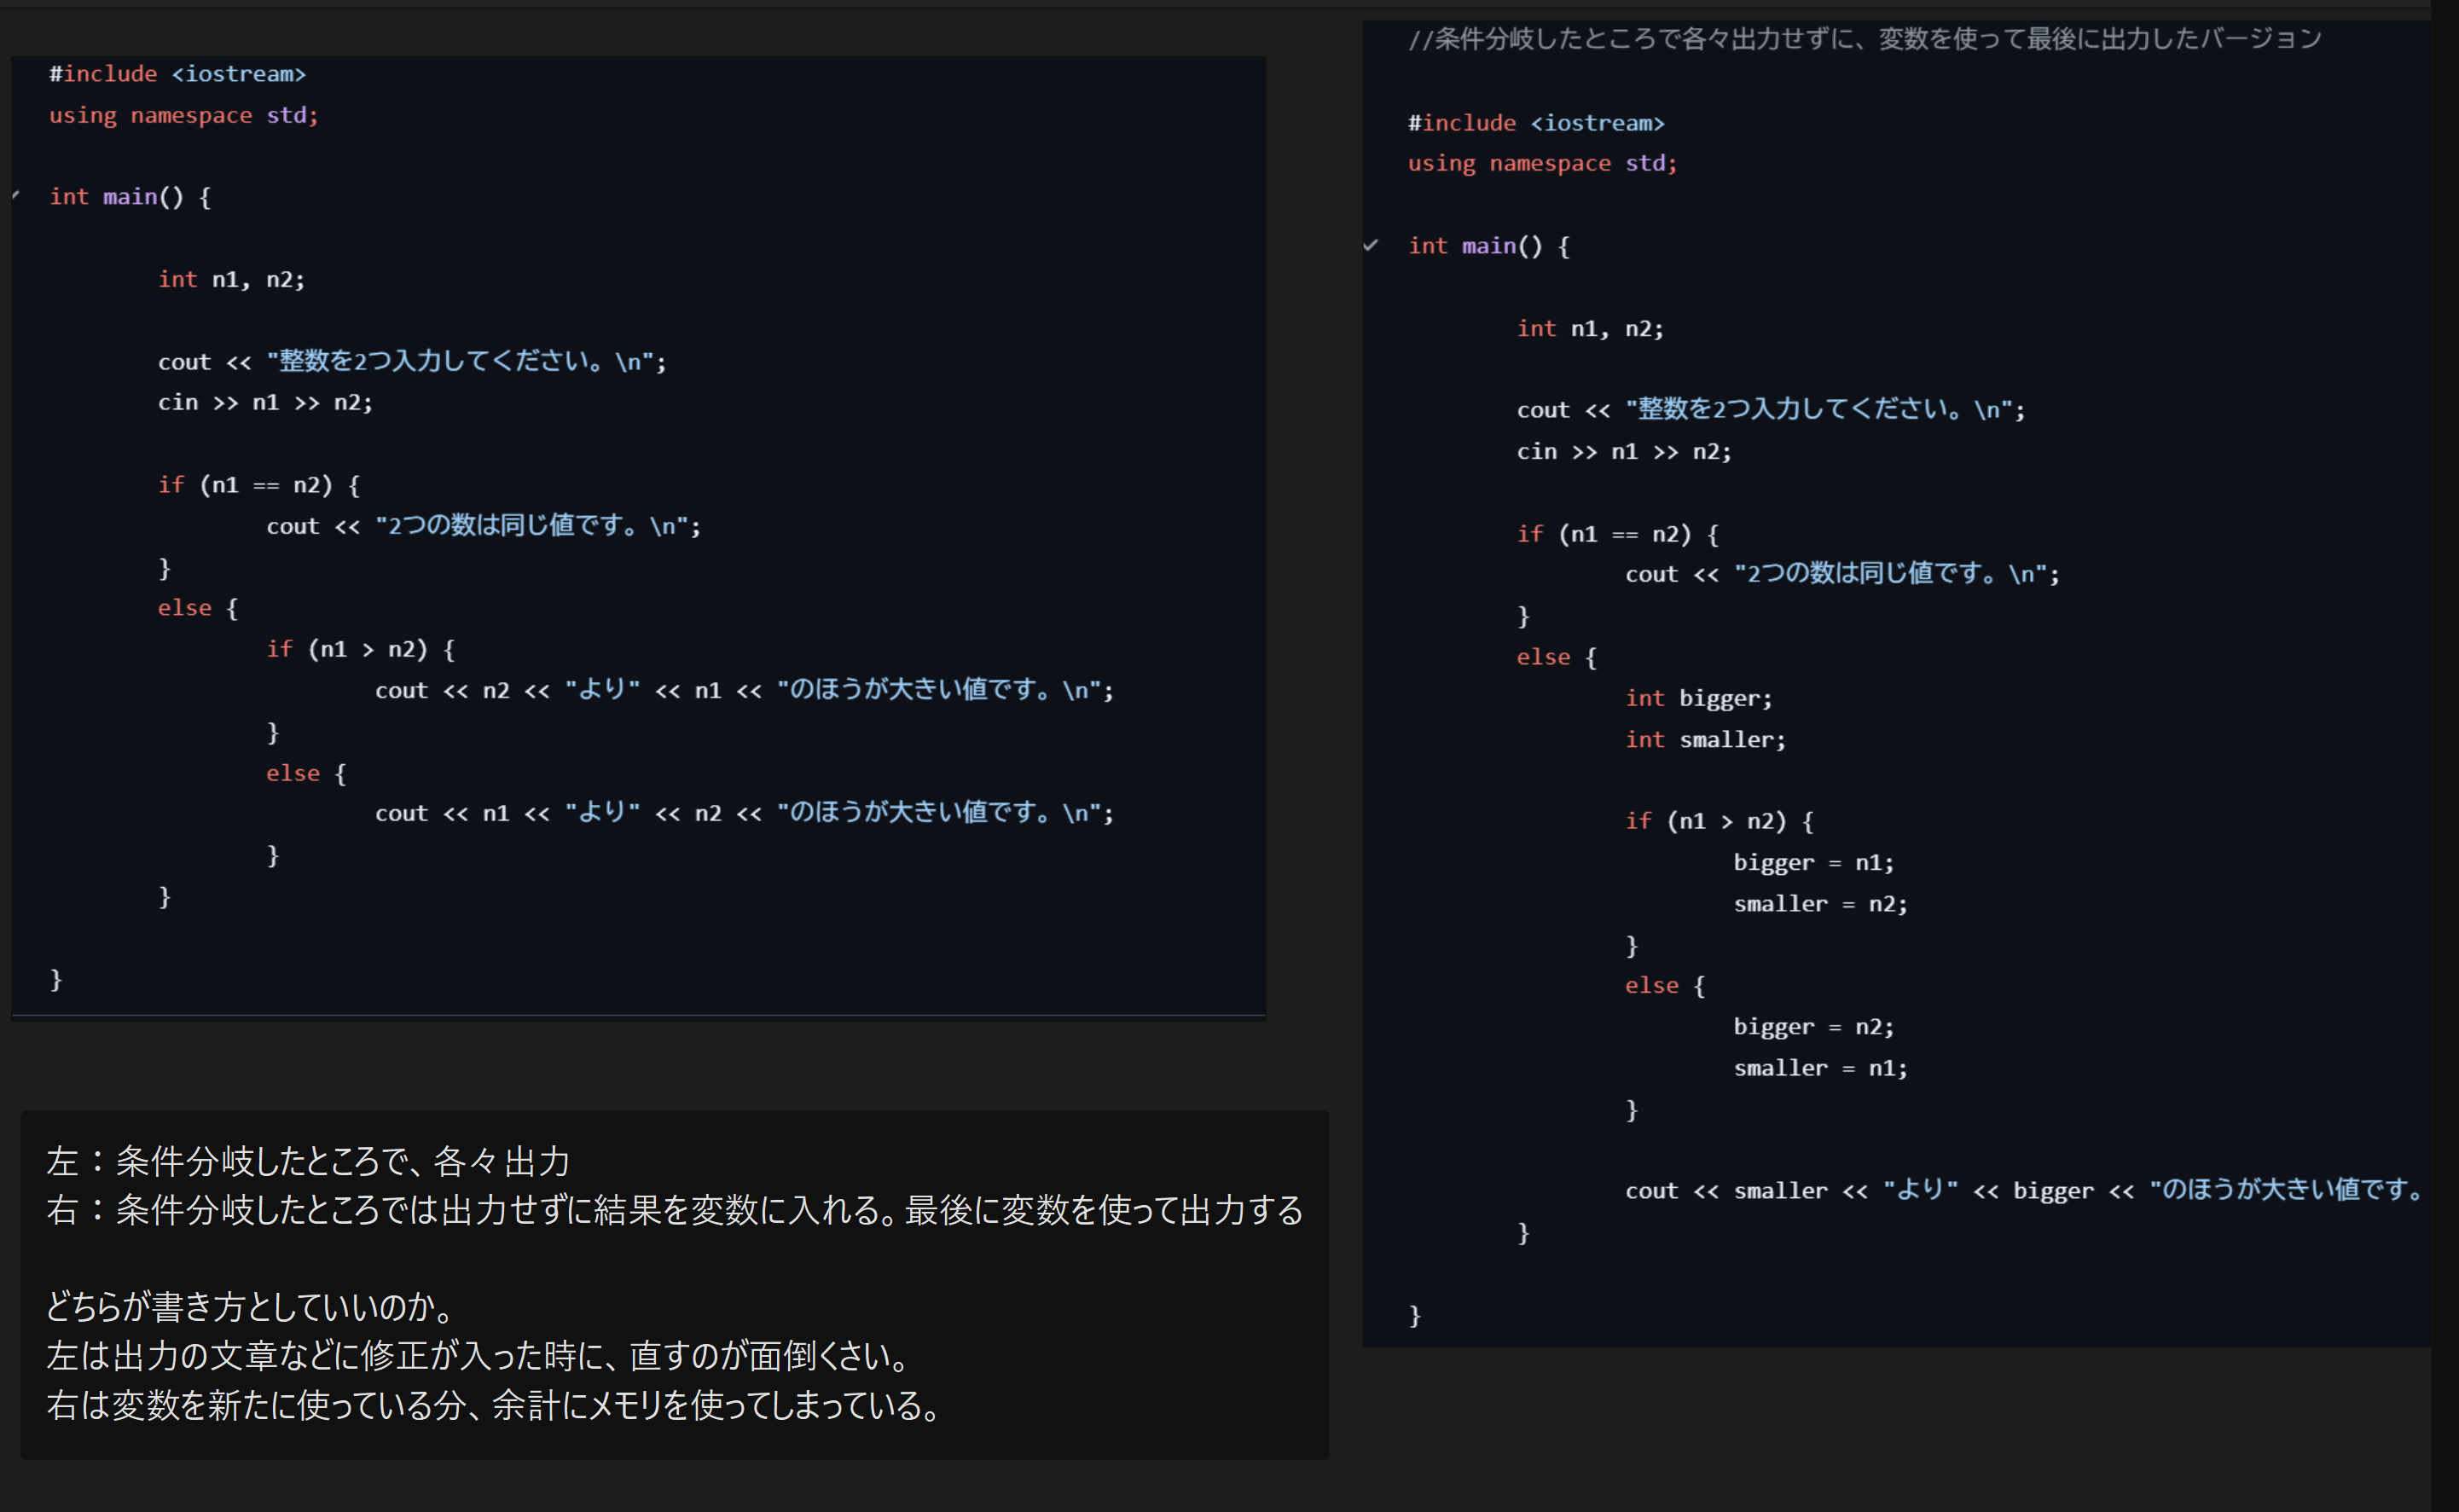 #include <iostream>
using namespace std;
int main() {
int n1, n2;
cout << "整数を2つ入力してください。\n";
cin >> n1 >> n2;
if (n1 == n2) {
cout << "2つの数は同じ値です。\n";
}
else {
if (n1 > n2) {
cout << n2 << "より" << n1 << "のほうが大きい値です。\n";
}
else {
cout << n1 << "より" << n2 << "のほうが大きい値です。\n";
}
}
}
左：条件分岐したところで、各々出力
右：条件分岐したところでは出力せずに結果を変数に入れる。最後に変数を使って出力する
どちらが書き方としていいのか。
左は出力の文章などに修正が入った時に、直すのが面倒くさい。
右は変数を新たに使っている分、余計にメモリを使ってしまっている。
//条件分岐したところで各々出力せずに、変数を使って最後に出力したバージョン
#include <iostream>
using namespace std;
int main() {
int n1, n2;
cout << "整数を2つ入力してください。\n";
cin >> n1 >> n2;
if (n1 == n2) {
cout << "2つの数は同じ値です。\n";
}
else {
int bigger;
int smaller;
if (n1 > n2) {
bigger = n1;
smaller = n2;
}
else {
bigger = n2;
smaller = n1;
}
cout << smaller << "より" << bigger << "のほうが大きい値です。
}
}